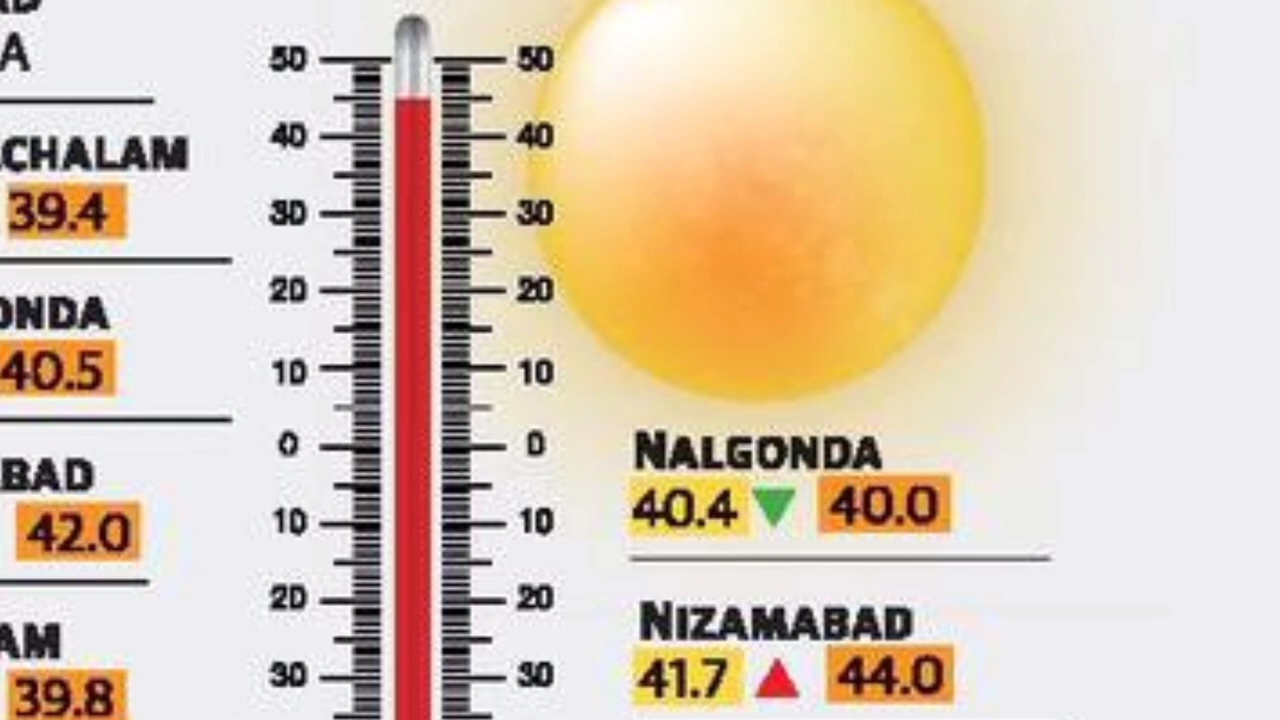 A
CHALAM
39.4
ONDA
40.5
BAD
42.0
AM
39.8
50 50
40 40
30 30
20 20
10 10
0 0
10 10
20 20
30 30
NALGONDA
40.4 40.0
NIZAMABAD
41.7 44.0